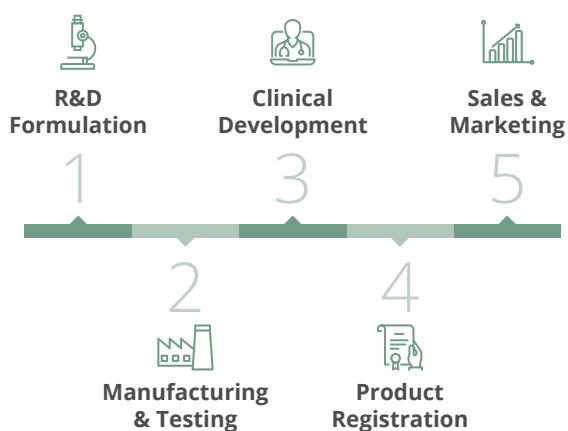 R&D
Formulation
1
2
Manufacturing
& Testing
Clinical
Development
3
4
Product
Registration
Sales &
Marketing
5